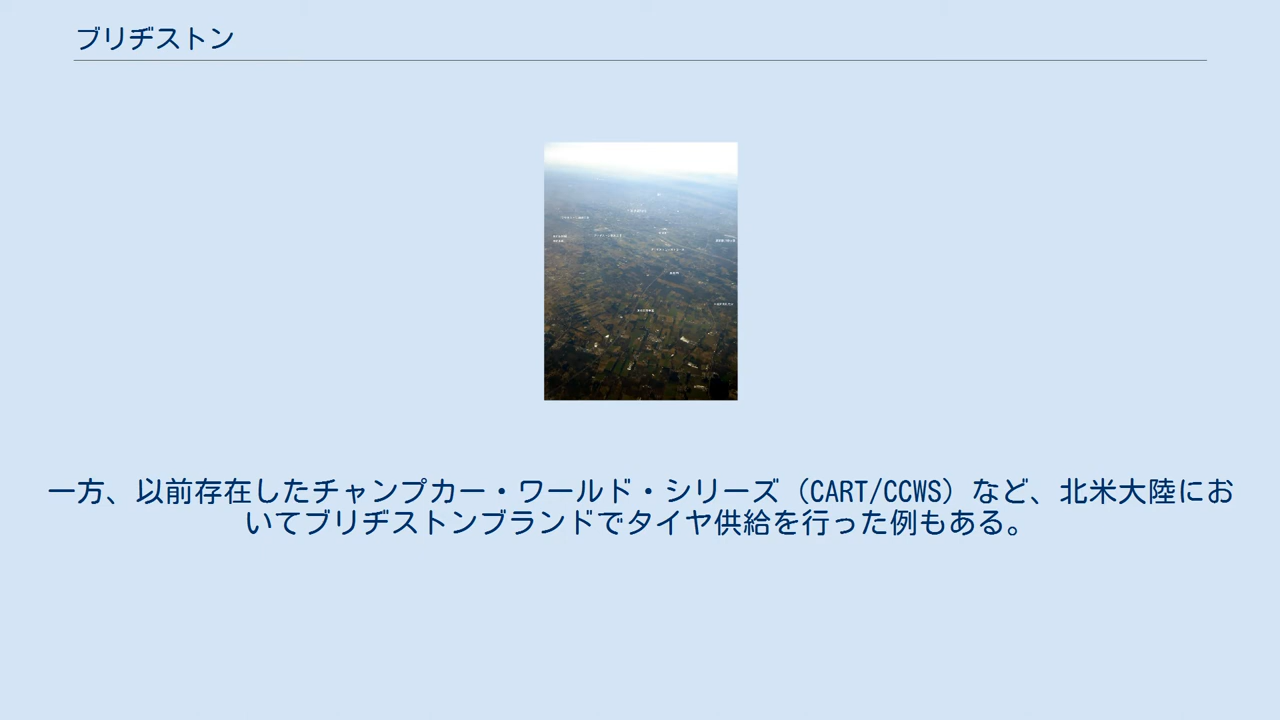 ブリヂストン
一方、以前存在したチャンプカー・ワールド・シリーズ（CART/CCWS）など、北米大陸にお
いてブリヂストンブランドでタイヤ供給を行った例もある。